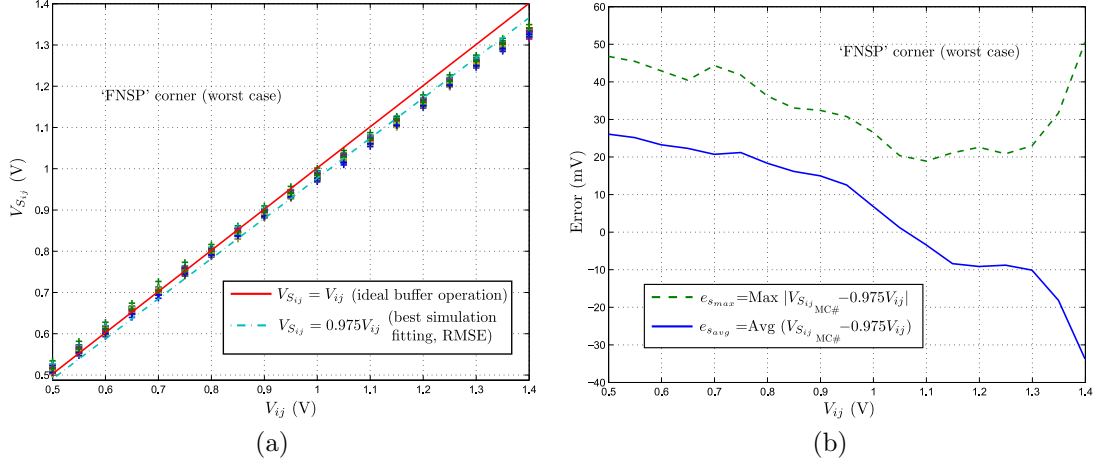 1.4
1.3
1.2
1.1
1
0.9
0.8
0.7
0.6
0.5
V_{S_{ij}} (V)
'FNSP' corner (worst case)
V_{S_{ij}} = V_{ij} (ideal buffer operation)
V_{S_{ij}} = 0.975V_{ij} (best simulation
fitting, RMSE)
0.5 0.6 0.7 0.8 0.9 1 1.1 1.2 1.3 1.4
V_{ij} (V)
(a)
60
50
40
30
20
10
0
−10
−20
−30
−40
Error (mV)
'FNSP' corner (worst case)
e_{s_{max}}=Max |V_{S_{ij}_{MC#}}−0.975V_{ij}|
e_{s_{avg}}=Avg (V_{S_{ij}_{MC#}}−0.975V_{ij})
0.5 0.6 0.7 0.8 0.9 1 1.1 1.2 1.3 1.4
V_{ij} (V)
(b)